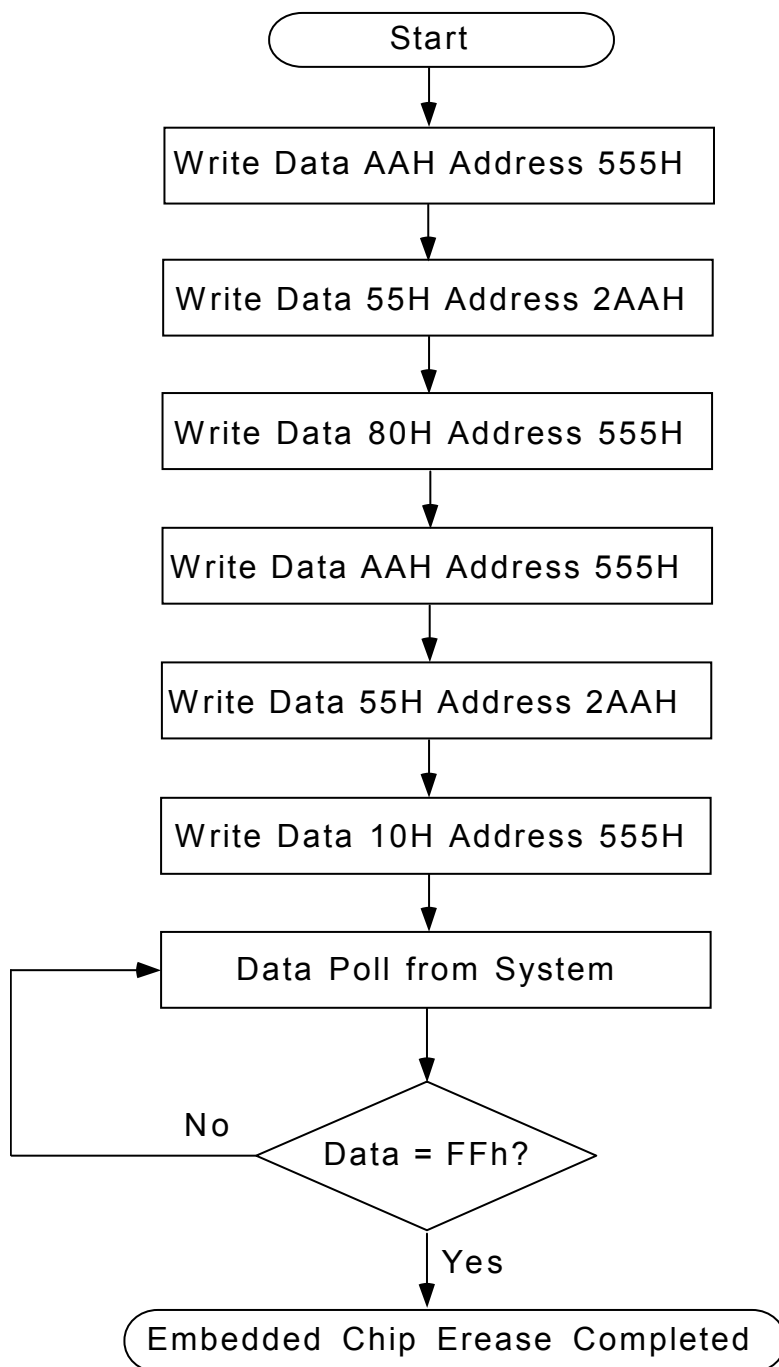 Start
Write Data AAH Address 555H
Write Data 55H Address 2AAH
Write Data 80H Address 555H
Write Data AAH Address 555H
Write Data 55H Address 2AAH
Write Data 10H Address 555H
Data Poll from System
No
Data = FFh?
Yes
Embedded Chip Erease Completed